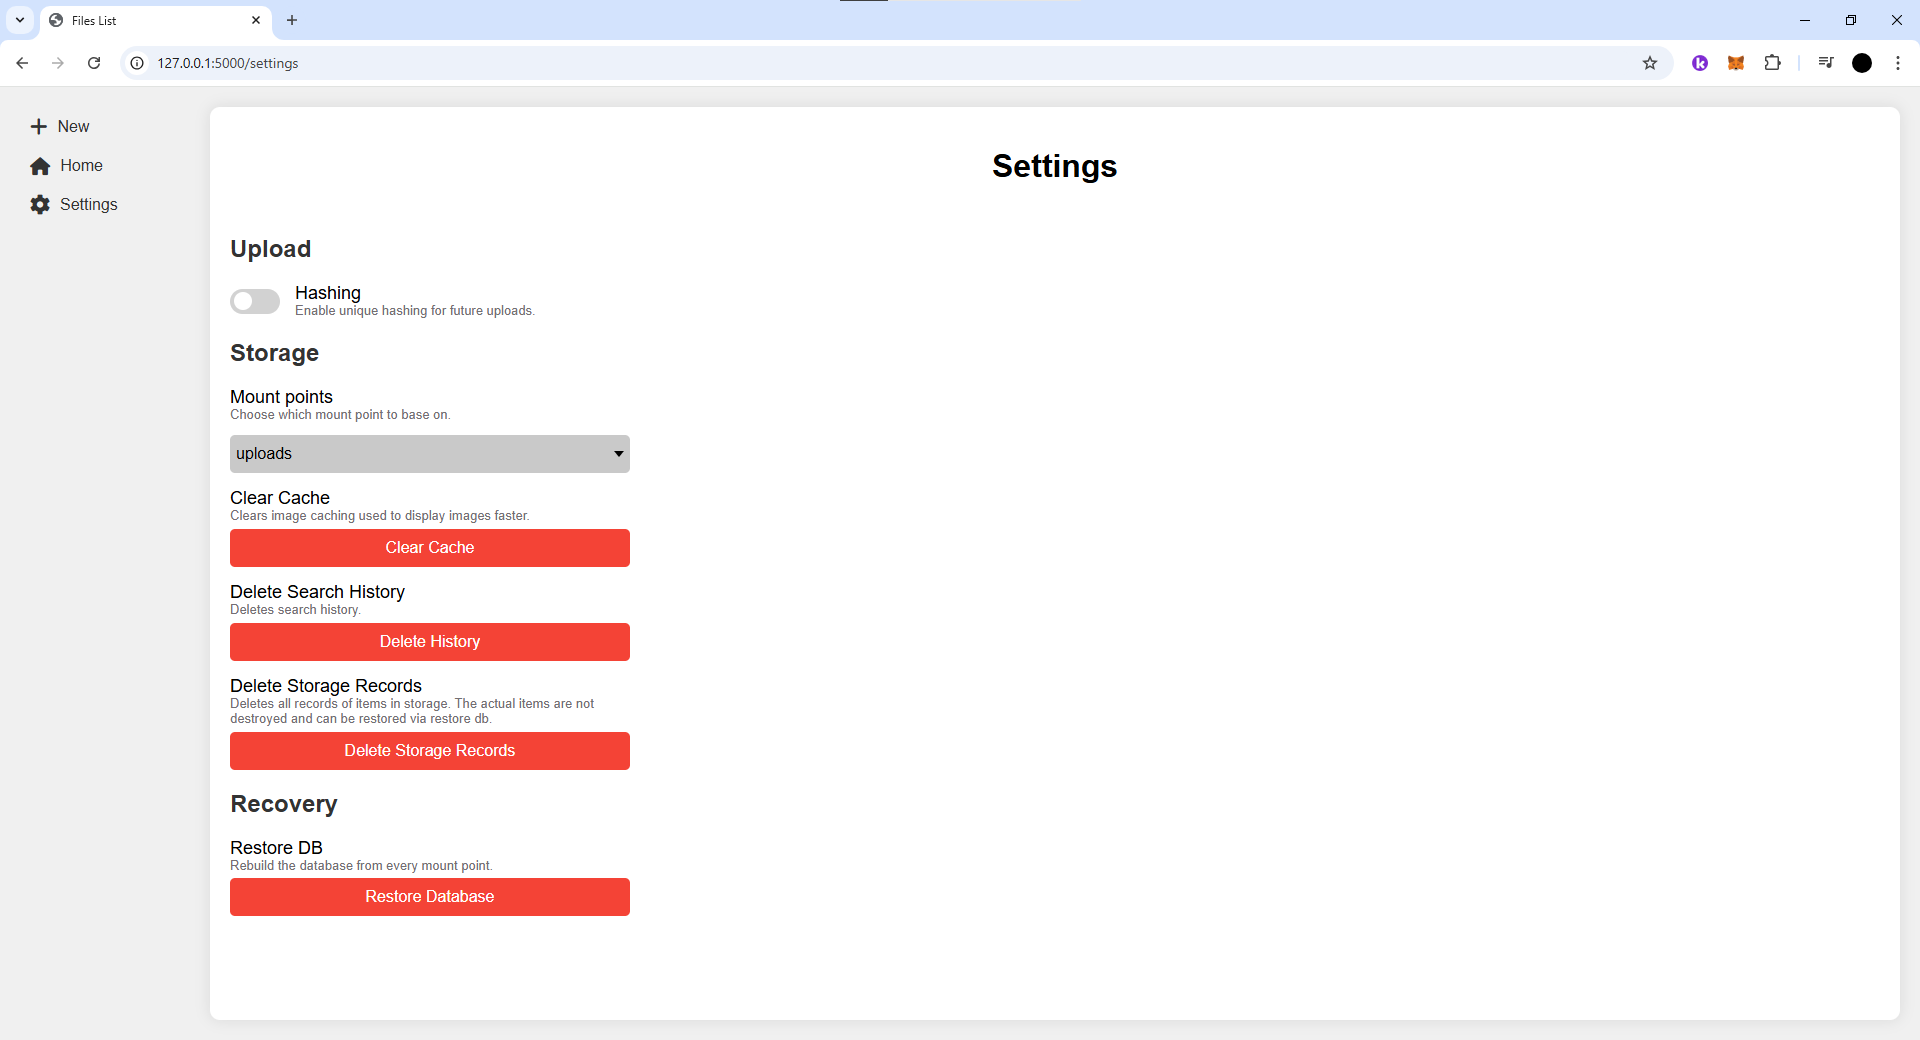 Files List
127.0.0.1:5000/settings
New
Home
Settings
Settings
Upload
Hashing
Enable unique hashing for future uploads.
Storage
Mount points
Choose which mount point to base on.
uploads
Clear Cache
Clears image caching used to display images faster.
Clear Cache
Delete Search History
Deletes search history.
Delete History
Delete Storage Records
Deletes all records of items in storage. The actual items are not
destroyed and can be restored via restore db.
Delete Storage Records
Recovery
Restore DB
Rebuild the database from every mount point.
Restore Database